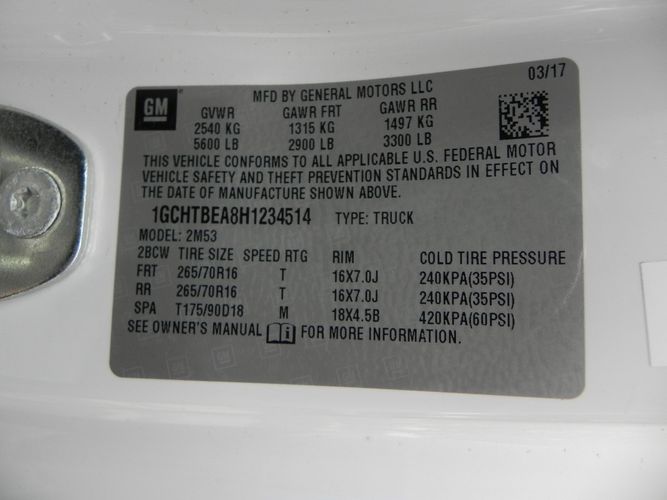 GM
MFD BY GENERAL MOTORS LLC
03/17
GVWR GAWR FRT GAWR RR
2540 KG 1315 KG 1497 KG
5600 LB 2900 LB 3300 LB
THIS VEHICLE CONFORMS TO ALL APPLICABLE U.S. FEDERAL MOTOR
VEHICLE SAFETY AND THEFT PREVENTION STANDARDS IN EFFECT ON
THE DATE OF MANUFACTURE SHOWN ABOVE.
1GCHTBEA8H1234514 TYPE: TRUCK
MODEL: 2M53
2BCW TIRE SIZE SPEED RTG RIM COLD TIRE PRESSURE
FRT 265/70R16 T 16X7.0J 240KPA(35PSI)
RR 265/70R16 T 16X7.0J 240KPA(35PSI)
SPA T175/90D18 M 18X4.5B 420KPA(60PSI)
SEE OWNER'S MANUAL FOR MORE INFORMATION.